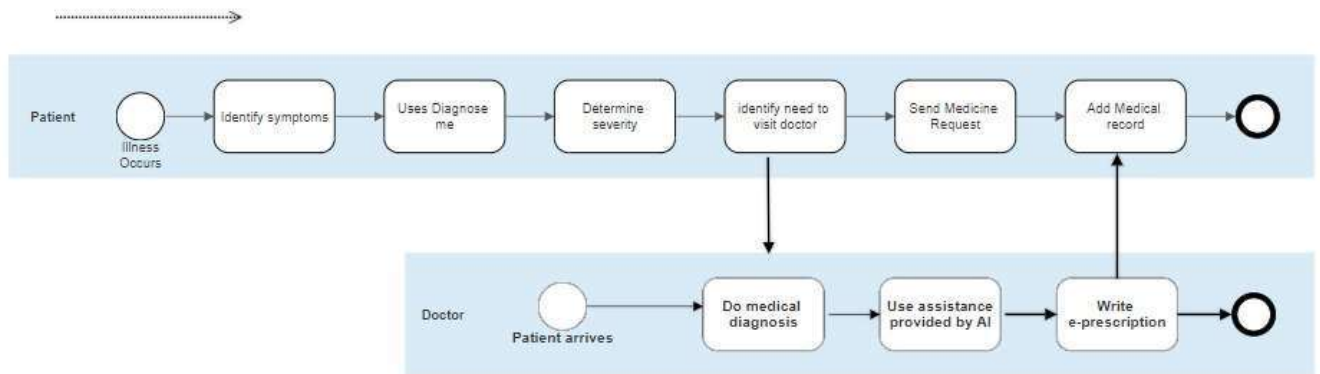 Patient
Illness
Occurs
Identify symptoms
Uses Diagnose
me
Determine
severity
identify need to
visit doctor
Send Medicine
Request
Add Medical
record
Doctor
Patient arrives
Do medical
diagnosis
Use assistance
provided by AI
Write
e-prescription